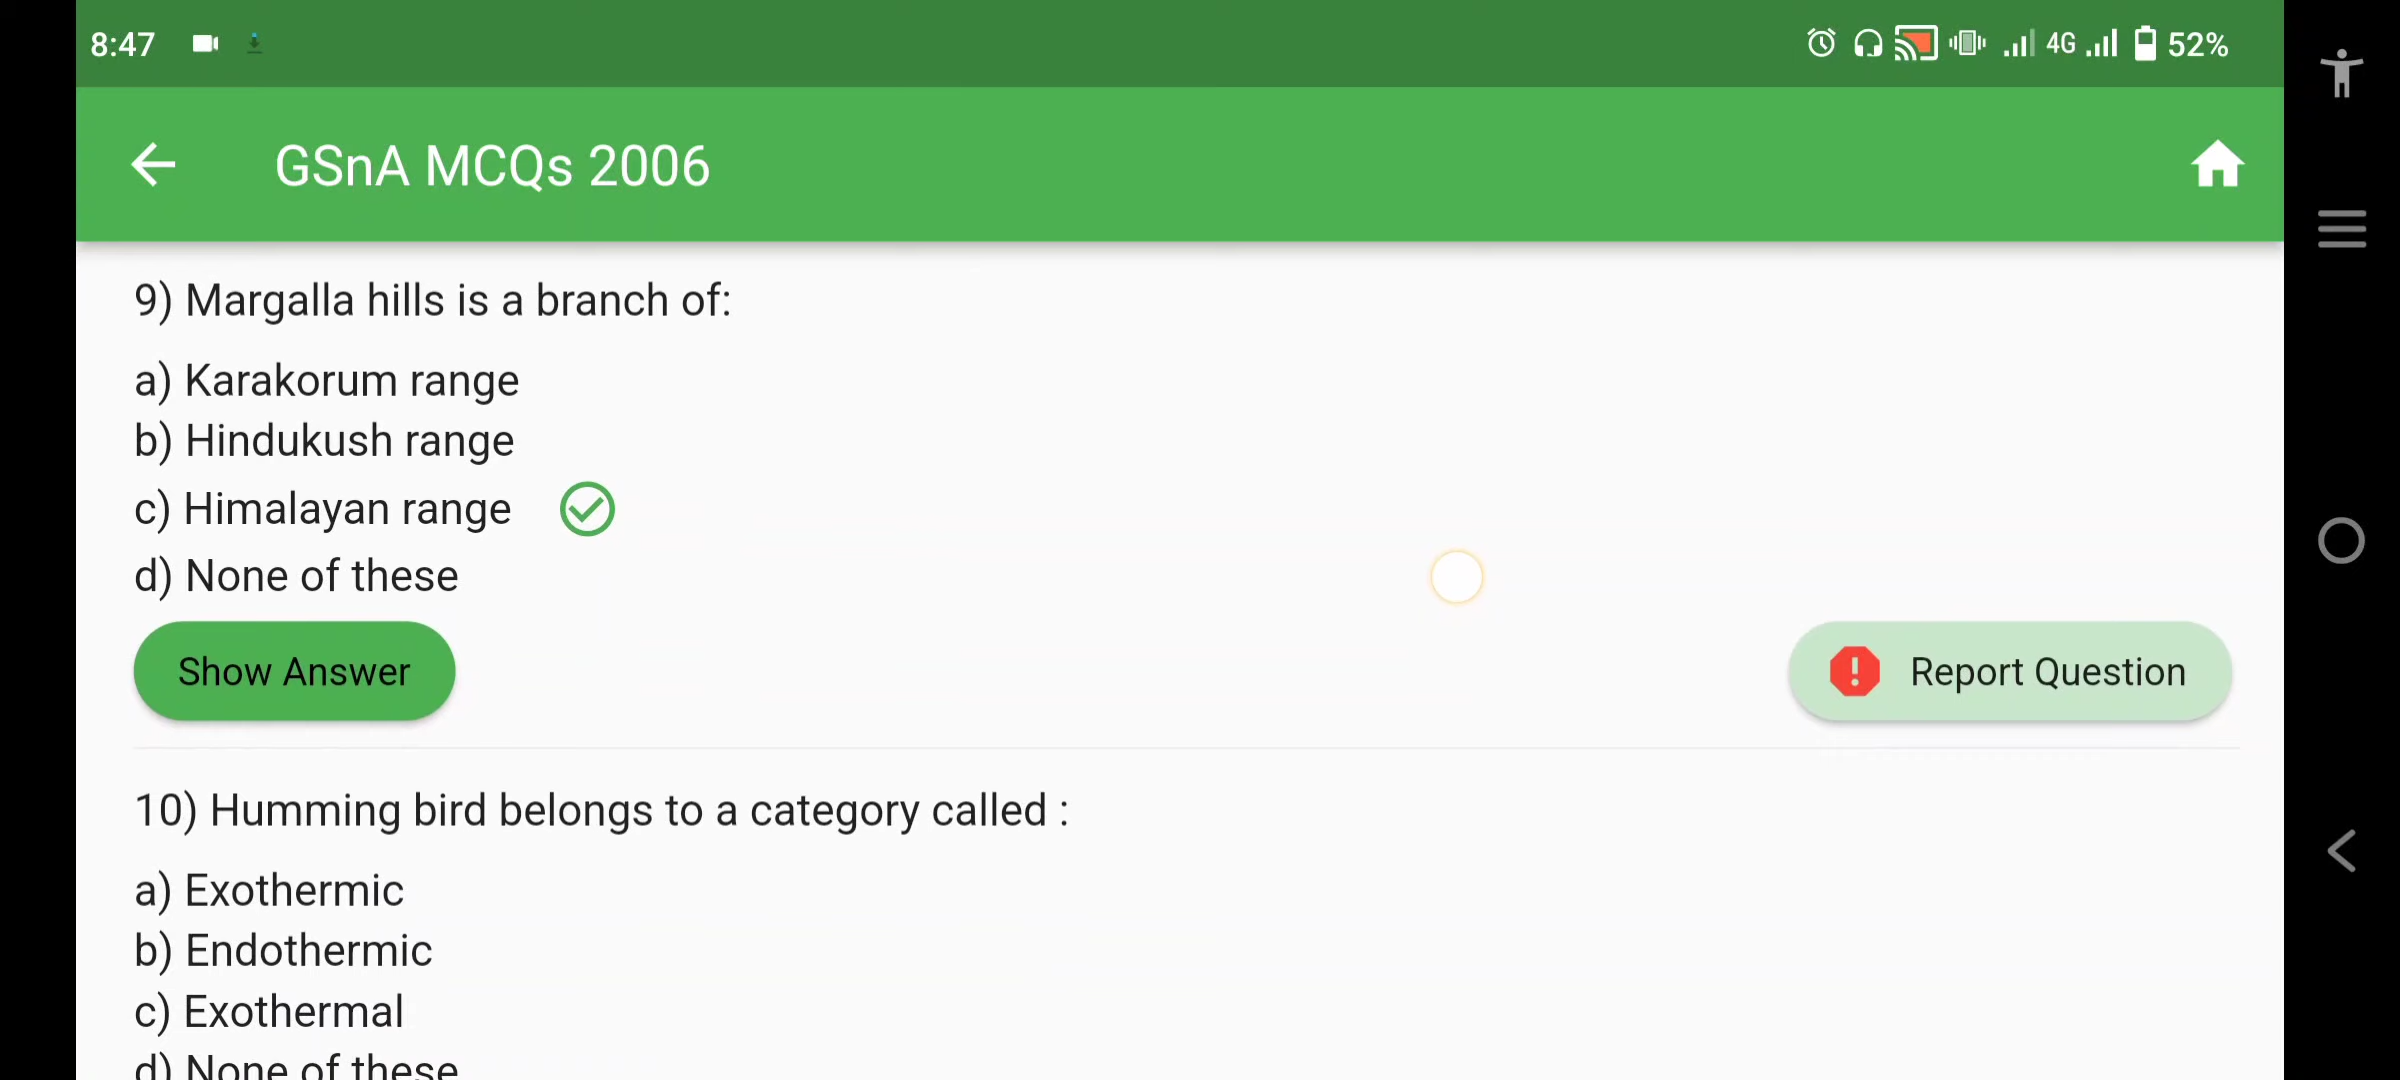 8:47
4G 52%
GSnA MCQs 2006
9) Margalla hills is a branch of:
a) Karakorum range
b) Hindukush range
c) Himalayan range
d) None of these
Show Answer
Report Question
10) Humming bird belongs to a category called :
a) Exothermic
b) Endothermic
c) Exothermal
d) None of these